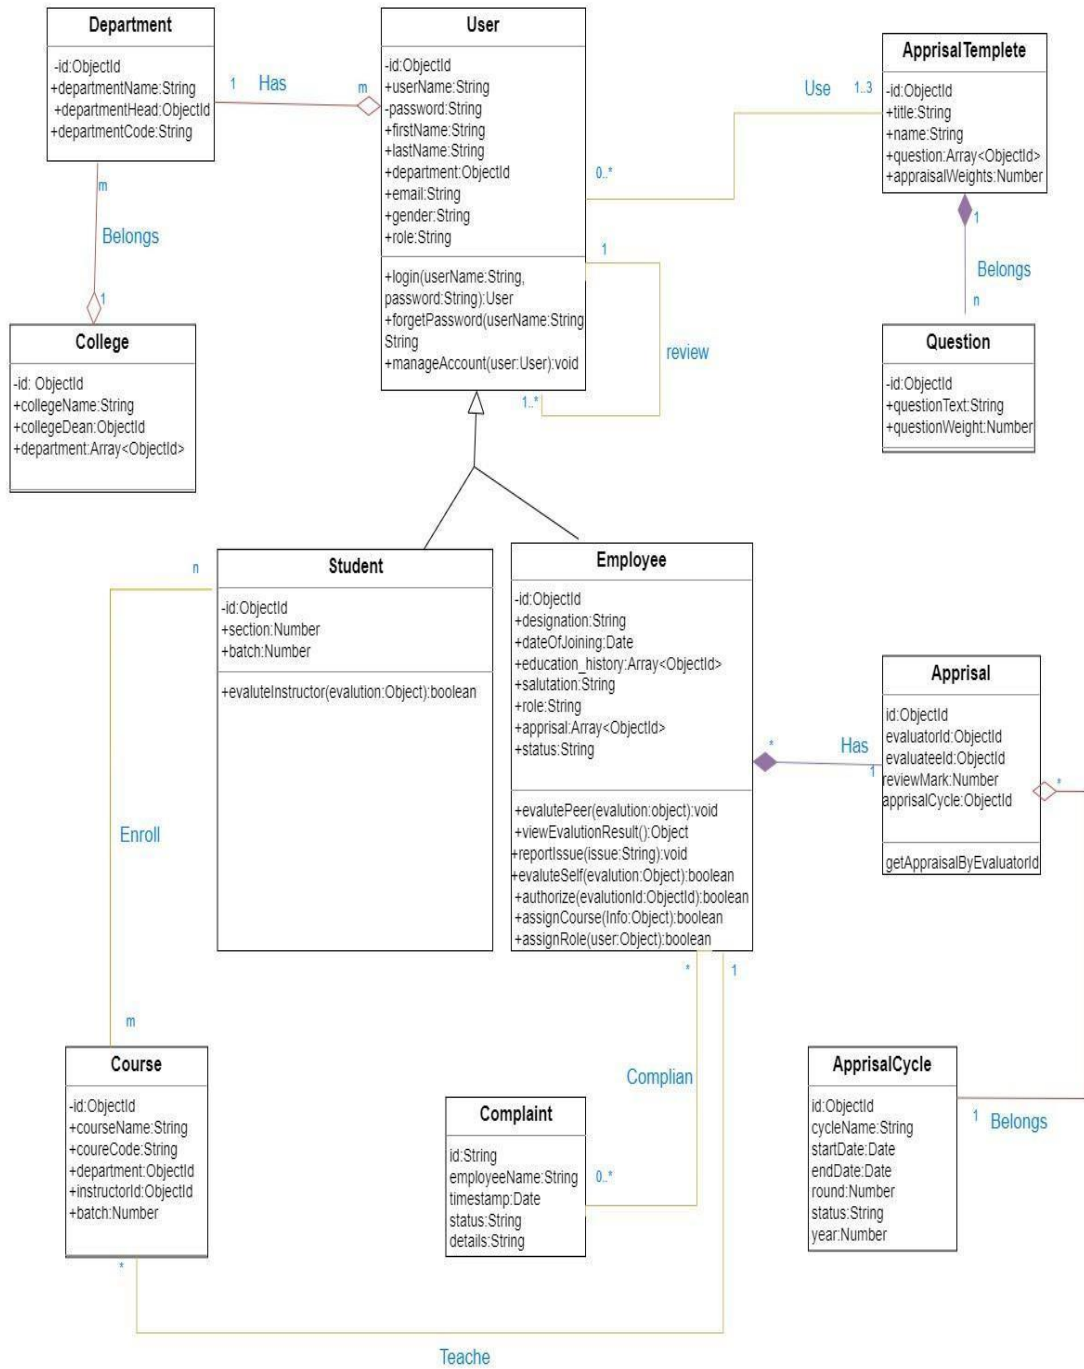 Department
-id:ObjectId
+departmentName:String
+departmentHead:ObjectId
+departmentCode:String
1
Has
m
User
-id:ObjectId
+userName:String
-password:String
+firstName:String
+lastName:String
+department:ObjectId
+email:String
+gender:String
+role:String
+login(userName:String,
password:String):User
+forgetPassword(userName:String
String
+manageAccount(user:User):void
Use
1..3
0..*
ApprisalTemplete
-id:ObjectId
+title:String
+name:String
+question:Array<ObjectId>
+appraisalWeights:Number
m
Belongs
1
1
review
1..*
1
Belongs
n
College
-id: ObjectId
+collegeName:String
+collegeDean:ObjectId
+department:Array<ObjectId>
Question
-id:ObjectId
+questionText:String
+questionWeight:Number
n
Student
-id:ObjectId
+section:Number
+batch:Number
+evaluteInstructor(evalution:Object):boolean
Employee
-id:ObjectId
+designation:String
+dateOfJoining:Date
+education_history:Array<ObjectId>
+salutation:String
+role:String
+apprisal:Array<ObjectId>
+status:String
+evalutePeer(evalution:object):void
+viewEvalutionResult():Object
+reportIssue(issue:String):void
+evaluteSelf(evalution:Object):boolean
+authorize(evalutionId:ObjectId):boolean
+assignCourse(Info:Object):boolean
+assignRole(user:Object):boolean
*
Has
1
Apprisal
id:ObjectId
evaluatorId:ObjectId
evaluateeId:ObjectId
reviewMark:Number
apprisalCycle:ObjectId
getAppraisalByEvaluatorId
*
Enroll
m
*
1
Course
-id:ObjectId
+courseName:String
+coureCode:String
+department:ObjectId
+instructorId:ObjectId
+batch:Number
Complian
Complaint
id:String
employeeName:String
timestamp:Date
status:String
details:String
0..*
ApprisalCycle
id:ObjectId
cycleName:String
startDate:Date
endDate:Date
round:Number
status:String
year:Number
1
Belongs
*
Teache